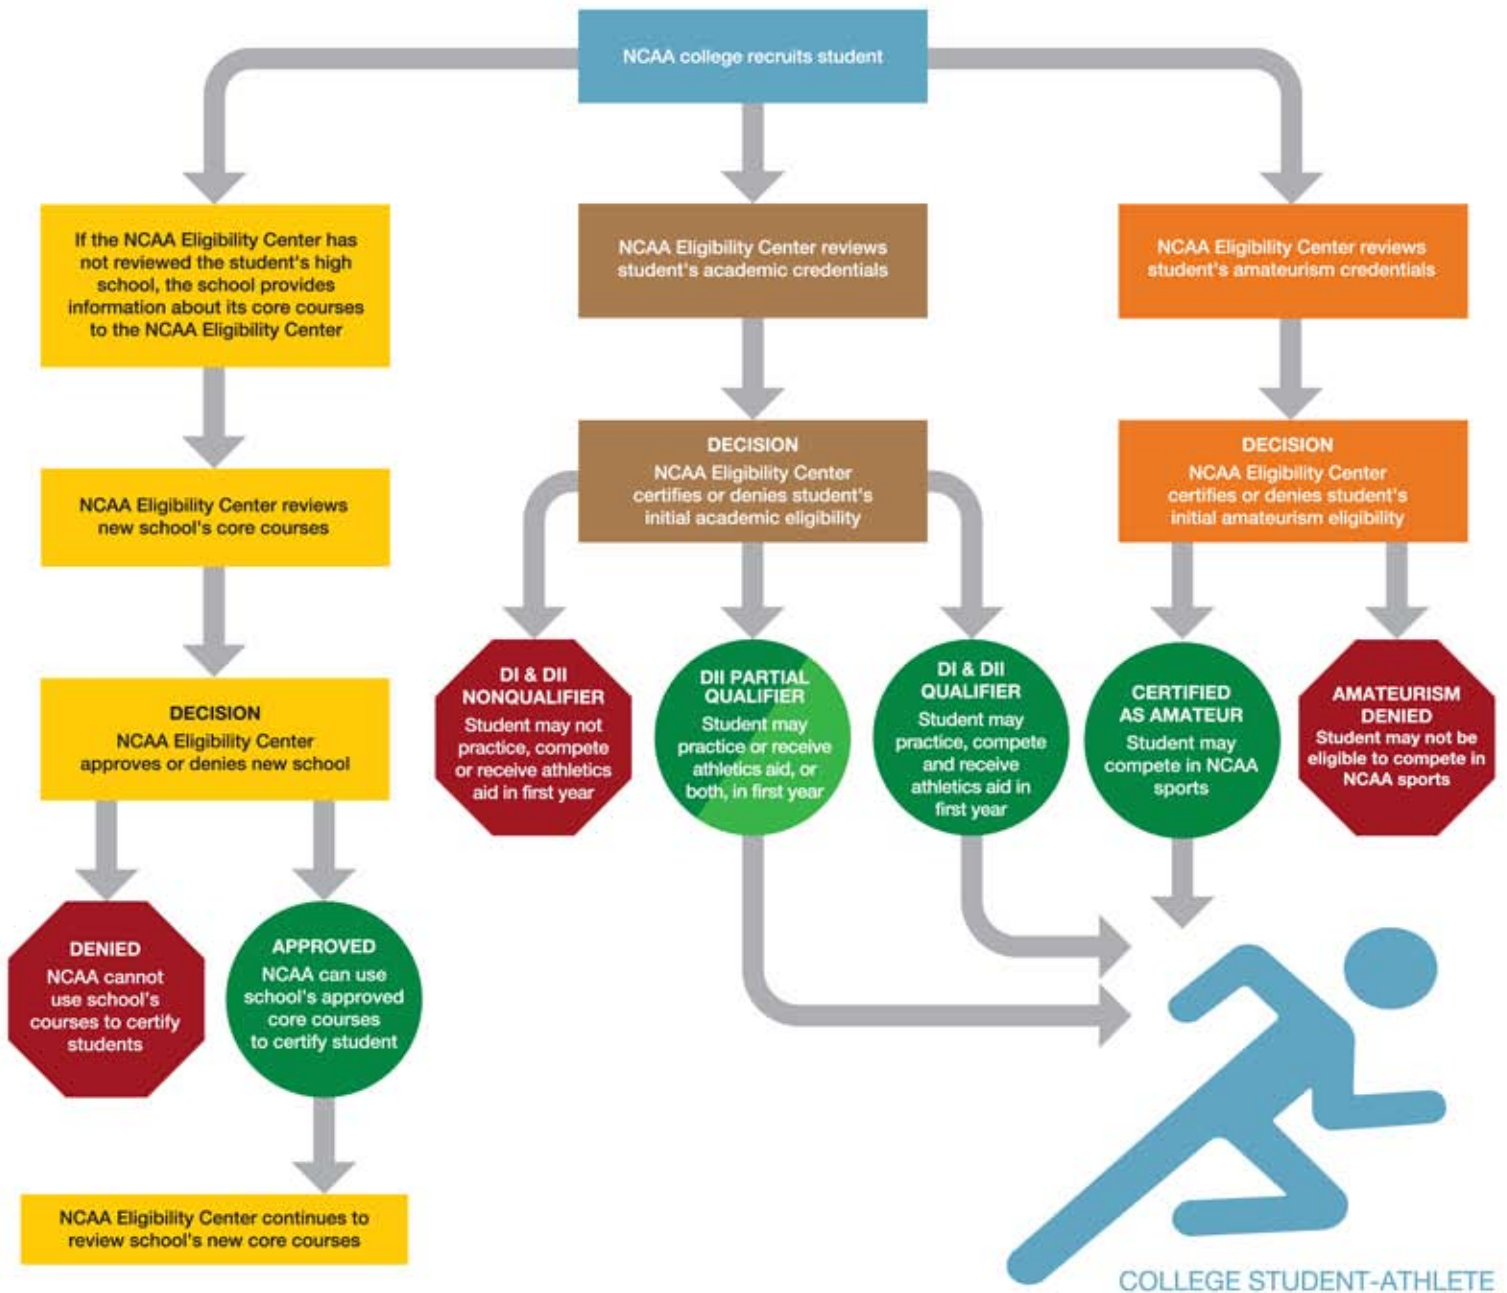 NCAA college recruits student
If the NCAA Eligibility Center has
not reviewed the student's high
school, the school provides
information about its core courses
to the NCAA Eligibility Center
NCAA Eligibility Center reviews
new school's core courses
DECISION
NCAA Eligibility Center
approves or denies new school
DENIED
NCAA cannot
use school's
courses to certify
students
APPROVED
NCAA can use
school's approved
core courses
to certify student
NCAA Eligibility Center continues to
review school's new core courses
NCAA Eligibility Center reviews
student's academic credentials
DECISION
NCAA Eligibility Center
certifies or denies student's
initial academic eligibility
DI & DII
NONQUALIFIER
Student may not
practice, compete
or receive athletics
aid in first year
DII PARTIAL
QUALIFIER
Student may
practice or receive
athletics aid, or
both, in first year
DI & DII
QUALIFIER
Student may
practice, compete
and receive
athletics aid in
first year
NCAA Eligibility Center reviews
student's amateurism credentials
DECISION
NCAA Eligibility Center
certifies or denies student's
initial amateurism eligibility
CERTIFIED
AS AMATEUR
Student may
compete in NCAA
sports
AMATEURISM
DENIED
Student may not be
eligible to compete in
NCAA sports
COLLEGE STUDENT-ATHLETE